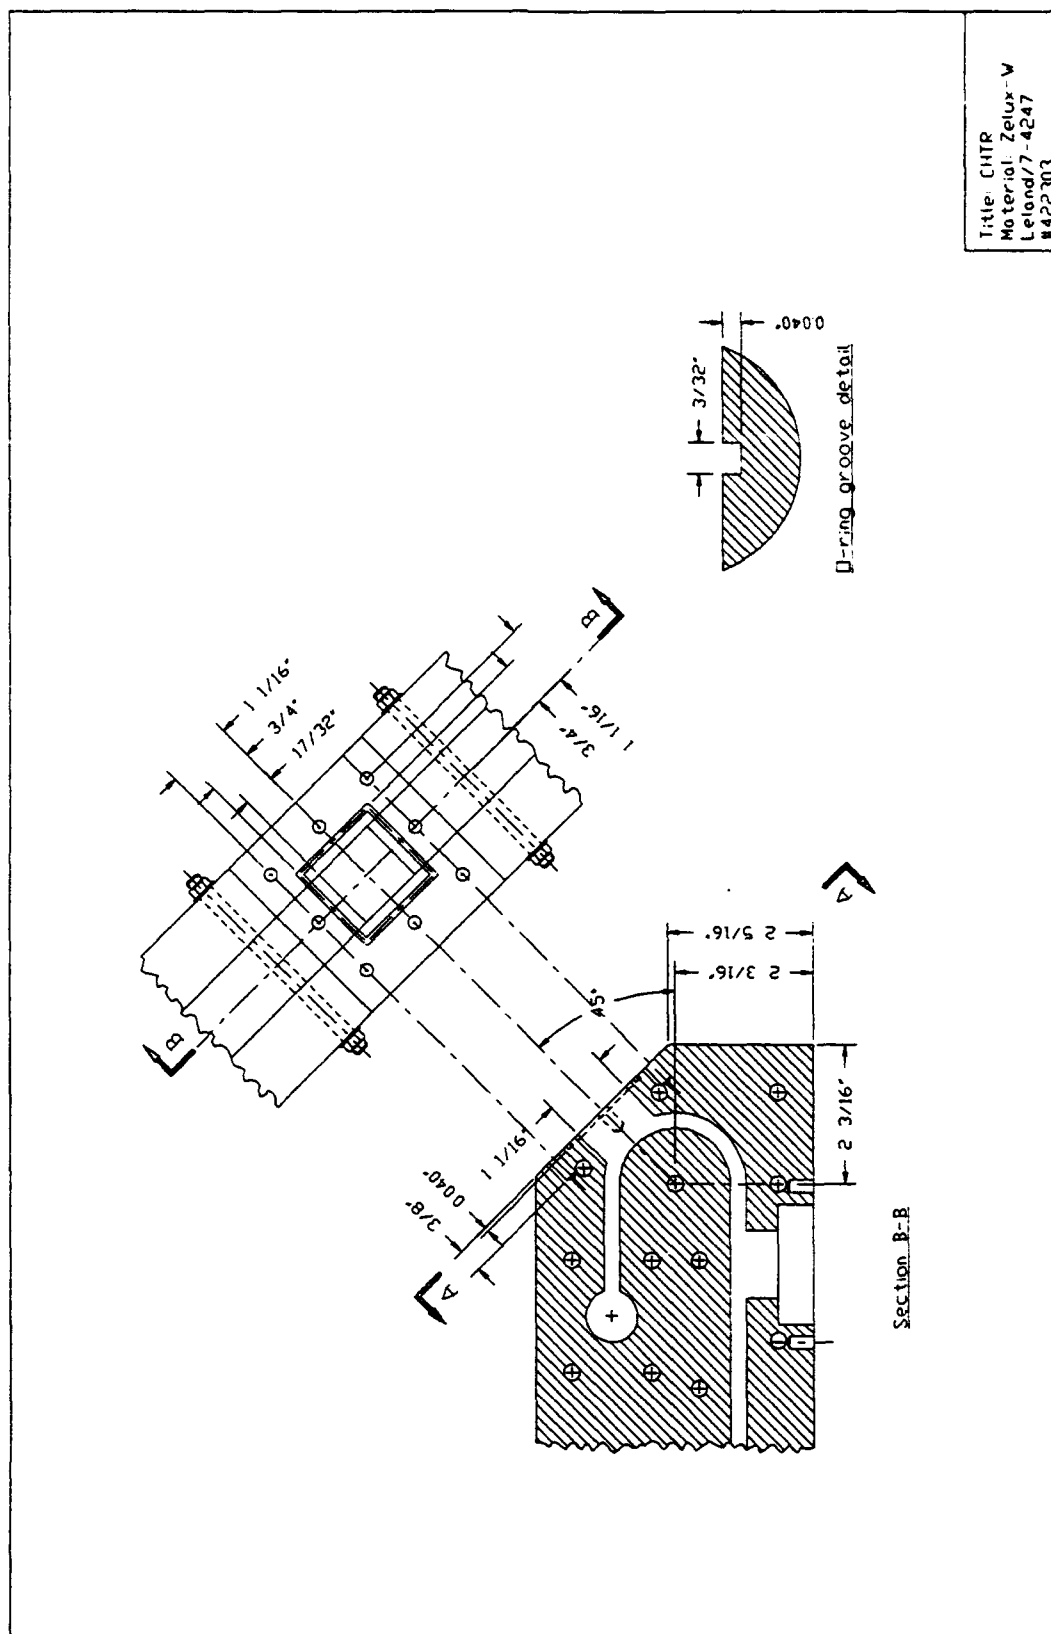 Title: CHTR
Material: Zelux-W
Leland/7-4247
#422303
1 1/16"
3/4"
17/32"
B
B
1 1/16"
3/4"
3/32"
0.040"
O-ring groove detail
45°
2 5/16"
2 3/16"
A
1 1/16"
0.040"
3/8"
A
2 3/16"
Section B-B